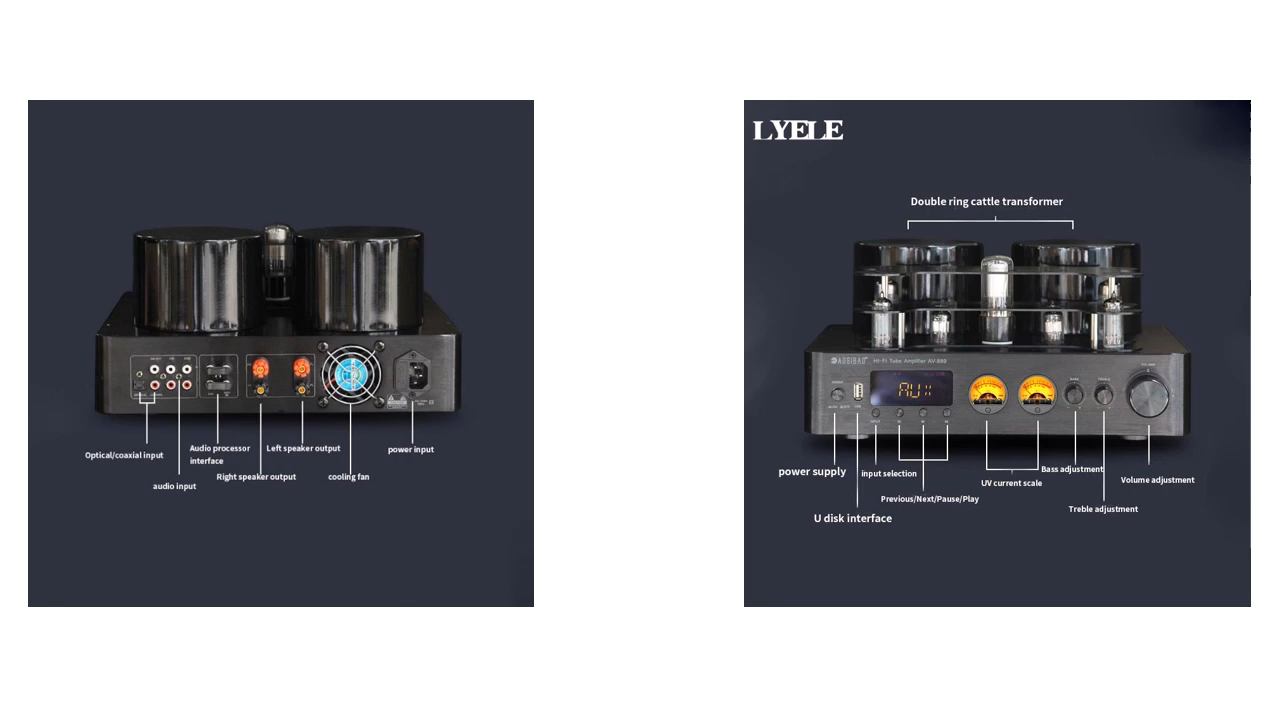 Optical/coaxial input
audio input
Audio processor
interface
Right speaker output
Left speaker output
cooling fan
power input
LYELE
Double ring cattle transformer
HI-FI Tube Amplifier AV-880
AUX
power supply
U disk interface
input selection
Previous/Next/Pause/Play
UV current scale
Bass adjustment
Treble adjustment
Volume adjustment